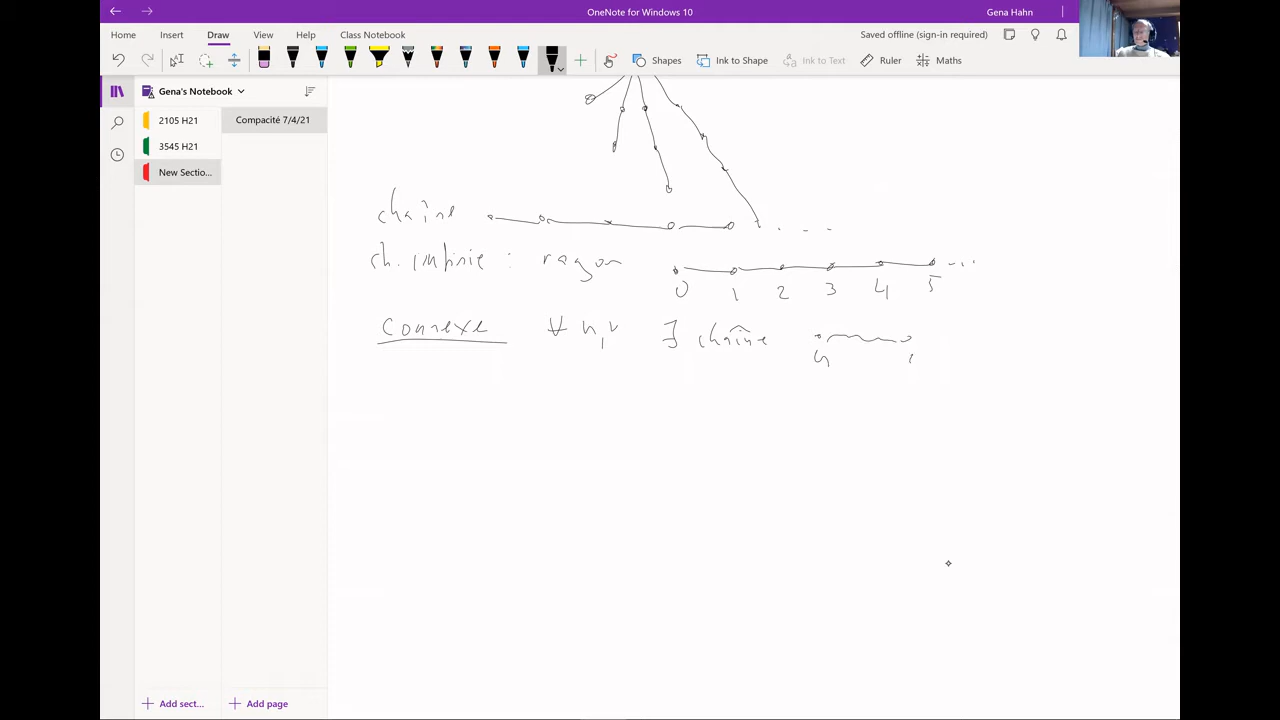 OneNote for Windows 10
Gena Hahn
Home Insert Draw View Help Class Notebook
Saved offline (sign-in required)
Shapes Ink to Shape Ink to Text Ruler Maths
Gena's Notebook
2105 H21
Compacité 7/4/21
3545 H21
New Sectio...
chaîne . . .
ch. infinie : rayon ...
0 1 2 3 4 5
Connexe ∀ u, v ∃ chaîne
u
Add sect... Add page